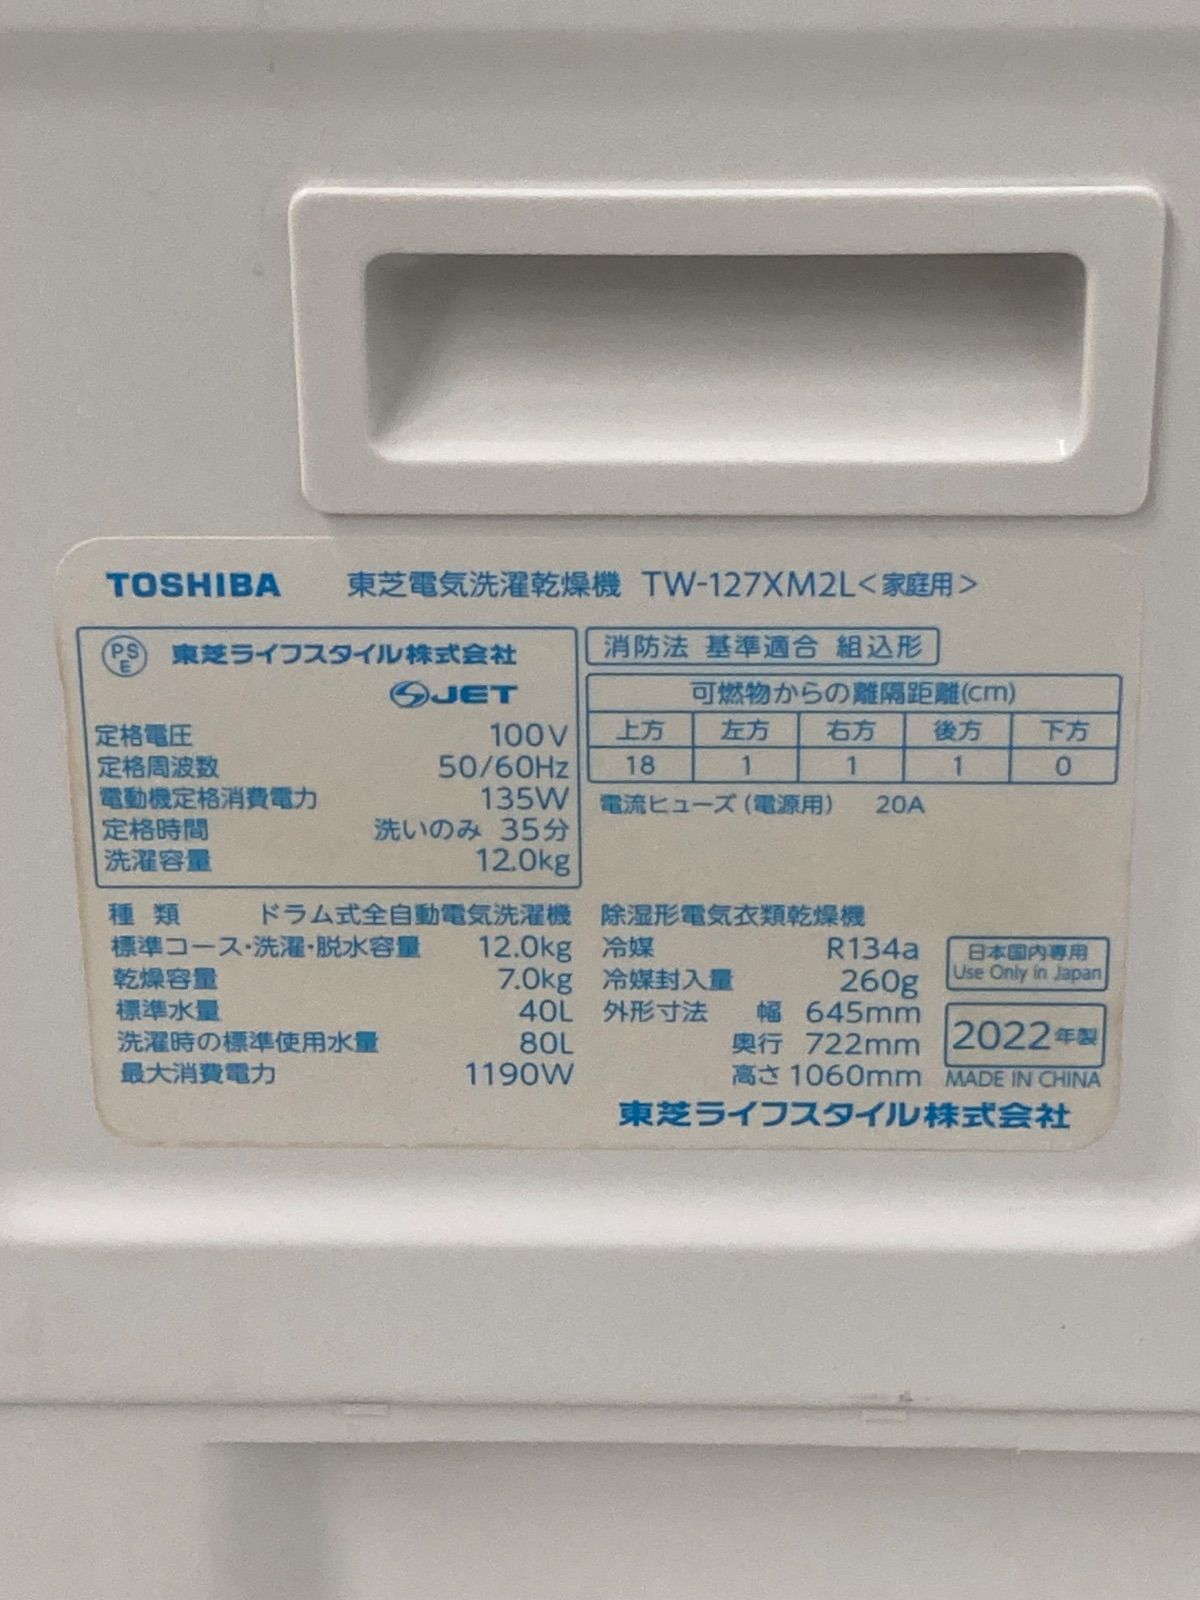 TOSHIBA 東芝電気洗濯乾燥機 TW-127XM2L<家庭用>
PS
E
東芝ライフスタイル株式会社
S JET
定格電圧 100V
定格周波数 50/60Hz
電動機定格消費電力 135W
定格時間 洗いのみ 35分
洗濯容量 12.0kg
消防法 基準適合 組込形
可燃物からの離隔距離(cm)
上方 左方 右方 後方 下方
18 1 1 1 0
電流ヒューズ(電源用) 20A
種類 ドラム式全自動電気洗濯機
標準コース・洗濯・脱水容量 12.0kg
乾燥容量 7.0kg
標準水量 40L
洗濯時の標準使用水量 80L
最大消費電力 1190W
除湿形電気衣類乾燥機
冷媒 R134a
冷媒封入量 260g
外形寸法 幅 645mm
奥行 722mm
高さ 1060mm
日本国内専用
Use Only in Japan
2022年製
MADE IN CHINA
東芝ライフスタイル株式会社